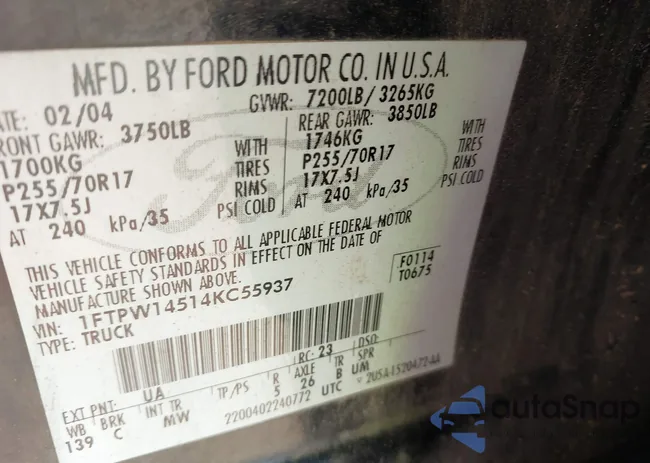 MFD. BY FORD MOTOR CO. IN U.S.A.
ATE: 02/04 GVWR: 7200LB / 3265KG
RONT GAWR: 3750LB REAR GAWR: 3850LB
1700KG WITH 1746KG WITH
P255/70R17 TIRES P255/70R17 TIRES
17X7.5J RIMS 17X7.5J RIMS
AT 240 kPa/35 PSI COLD AT 240 kPa/35 PSI COLD
Ford
THIS VEHICLE CONFORMS TO ALL APPLICABLE FEDERAL MOTOR
VEHICLE SAFETY STANDARDS IN EFFECT ON THE DATE OF
MANUFACTURE SHOWN ABOVE.
VIN: 1FTPW14514KC55937
TYPE: TRUCK
F0114
T0675
EXT PNT: UA RC: 23 DSO:
WB BRK INT TR TP/PS R AXLE TR SPR
139 C MW 5 26 B UM
2200402240772 UTC
autoSnap